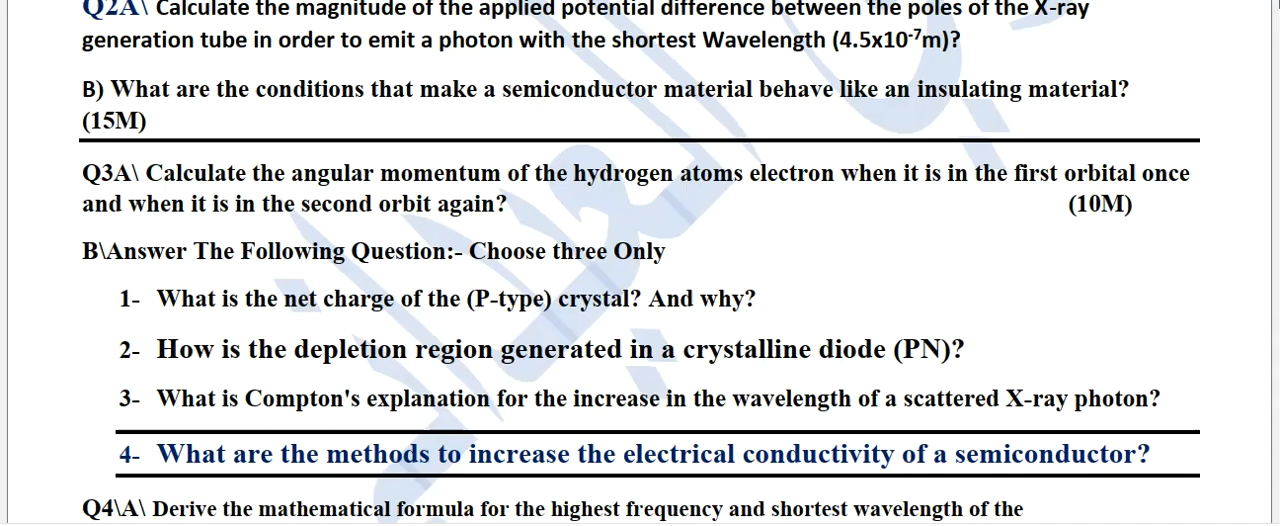 Q2A\ Calculate the magnitude of the applied potential difference between the poles of the X-ray
generation tube in order to emit a photon with the shortest Wavelength (4.5x10⁻⁷m)?
B) What are the conditions that make a semiconductor material behave like an insulating material?
(15M)
Q3A\ Calculate the angular momentum of the hydrogen atoms electron when it is in the first orbital once
and when it is in the second orbit again? (10M)
B\Answer The Following Question:- Choose three Only
1- What is the net charge of the (P-type) crystal? And why?
2- How is the depletion region generated in a crystalline diode (PN)?
3- What is Compton's explanation for the increase in the wavelength of a scattered X-ray photon?
4- What are the methods to increase the electrical conductivity of a semiconductor?
Q4\A\ Derive the mathematical formula for the highest frequency and shortest wavelength of the